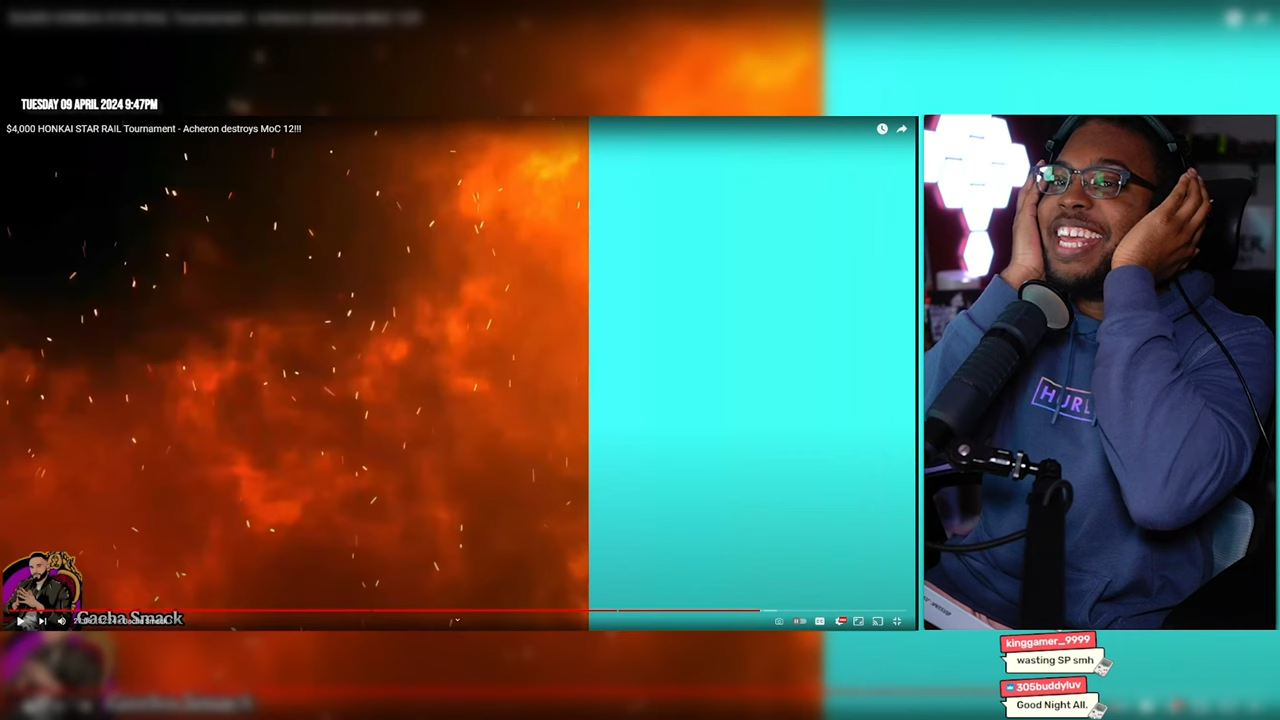 TUESDAY 09 APRIL 2024 9:47PM
$4,000 HONKAI STAR RAIL Tournament - Acheron destroys MoC 12!!!
HURL
Gacha Smack
kinggamer_9999
wasting SP smh
305buddyluv
Good Night All.